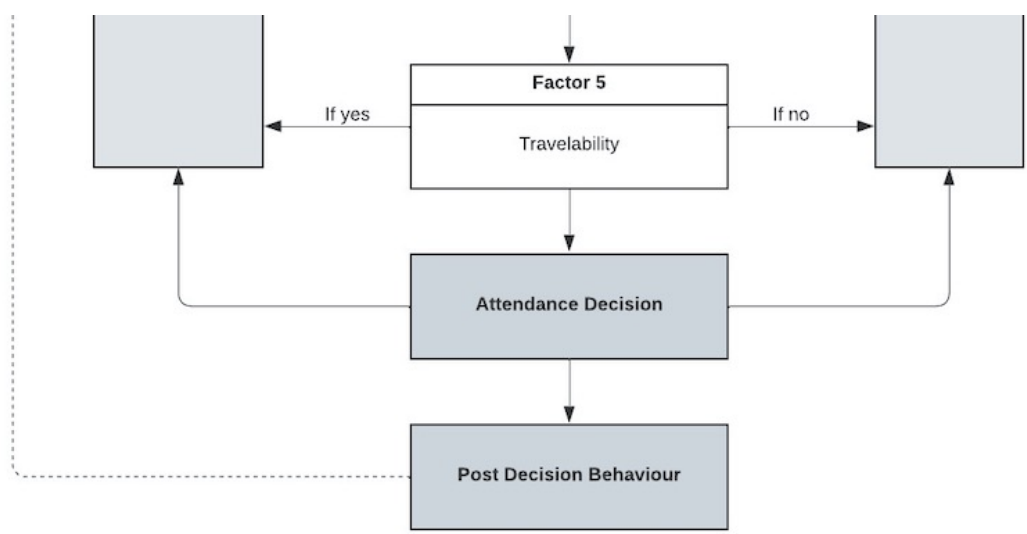 Factor 5
If yes
If no
Travelability
Attendance Decision
Post Decision Behaviour